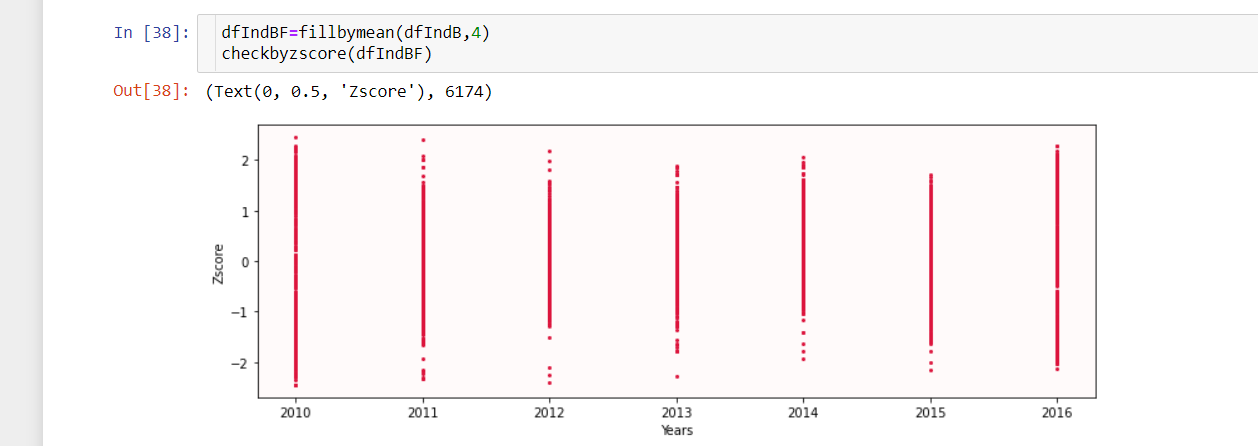 In [38]: dfIndBF=fillbymean(dfIndB,4)
checkbyzscore(dfIndBF)
Out[38]: (Text(0, 0.5, 'Zscore'), 6174)
2
1
0
−1
−2
Zscore
2010 2011 2012 2013 2014 2015 2016
Years